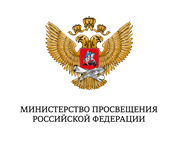 МИНИСТЕРСТВО ПРОСВЕЩЕНИЯ
РОССИЙСКОЙ ФЕДЕРАЦИИ